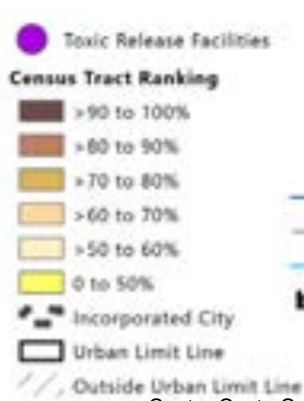 Toxic Release Facilities
Census Tract Ranking
>90 to 100%
>80 to 90%
>70 to 80%
>60 to 70%
>50 to 60%
0 to 50%
Incorporated City
Urban Limit Line
Outside Urban Limit Line